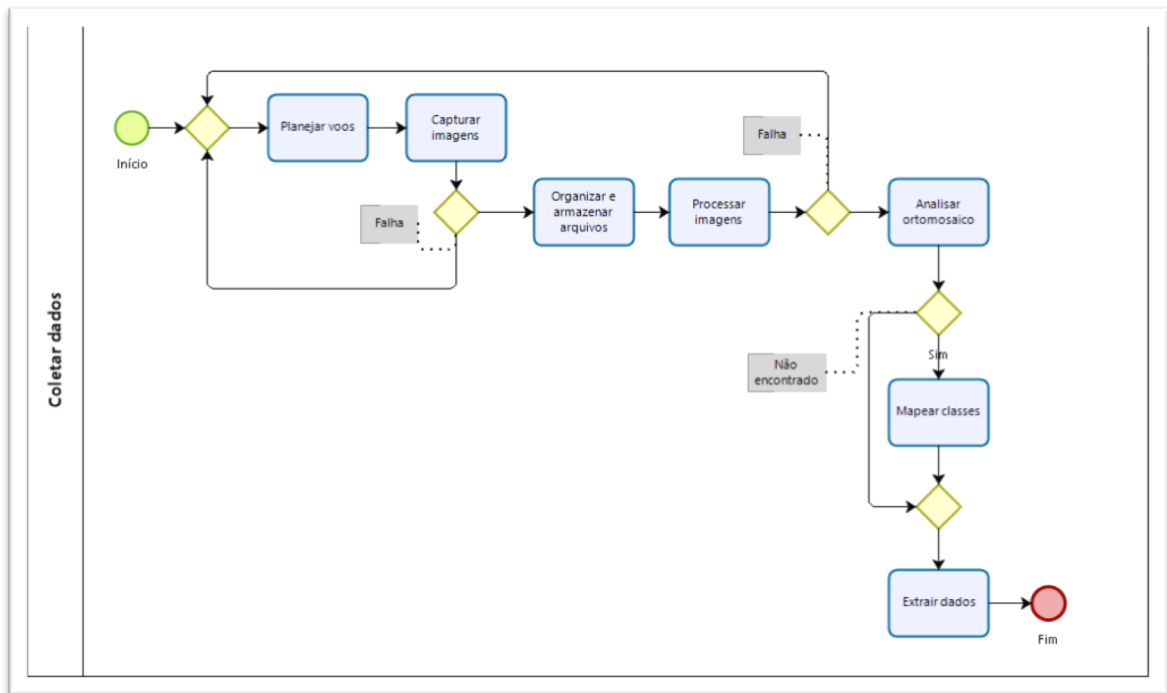 Coletar dados
Início
Planejar voos
Capturar
imagens
Falha
Organizar e
armazenar
arquivos
Processar
imagens
Falha
Analisar
ortomosaico
Não
encontrado
Sim
Mapear classes
Extrair dados
Fim